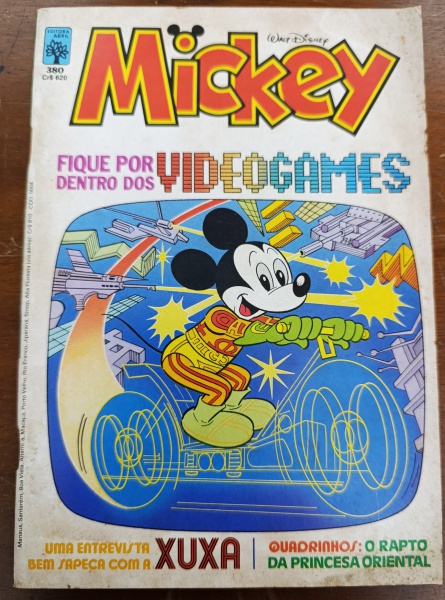 EDITORA
ABRIL
380
Cr$ 620
WALT DISNEY
Mickey
FIQUE POR
DENTRO DOS
VIDEOGAMES
UMA ENTREVISTA
BEM SAPECA COM A
XUXA
QUADRINHOS: O RAPTO
DA PRINCESA ORIENTAL